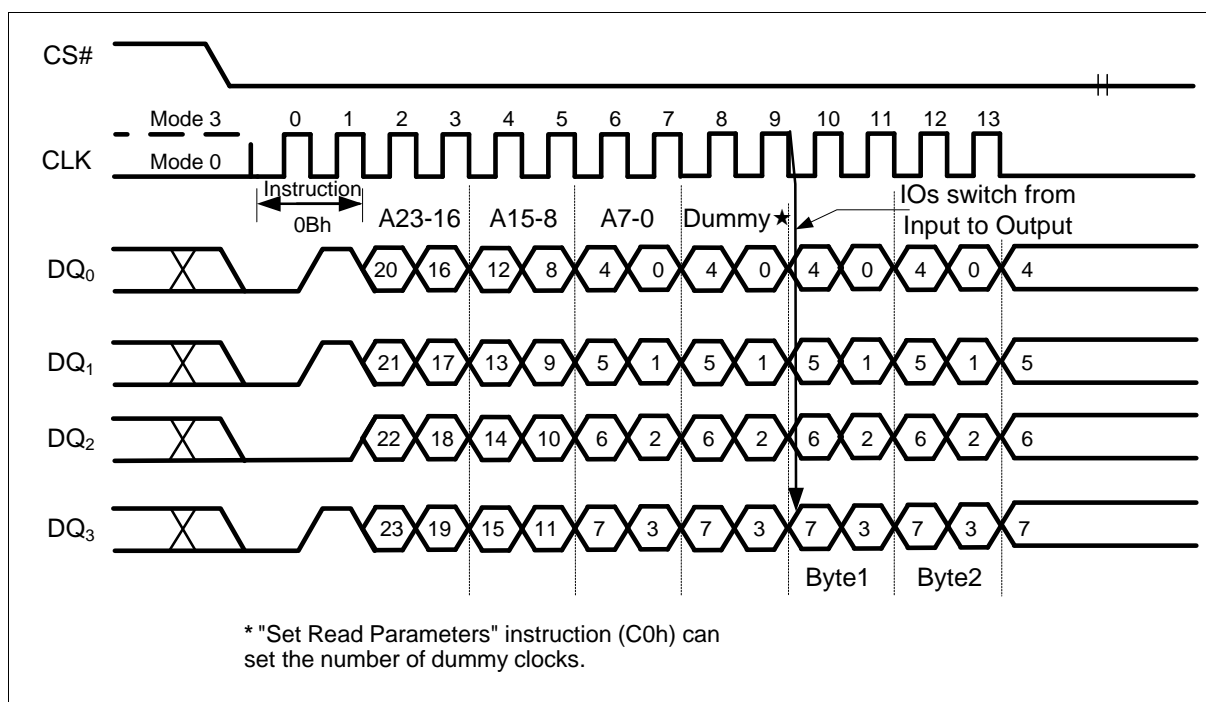 CS#
Mode 3 0 1 2 3 4 5 6 7 8 9 10 11 12 13
CLK
Mode 0
Instruction
0Bh
A23-16 A15-8 A7-0 Dummy★
IOs switch from
Input to Output
DQ0 20 16 12 8 4 0 4 0 4 0 4 0 4
DQ1 21 17 13 9 5 1 5 1 5 1 5 1 5
DQ2 22 18 14 10 6 2 6 2 6 2 6 2 6
DQ3 23 19 15 11 7 3 7 3 7 3 7 3 7
Byte1 Byte2
* "Set Read Parameters" instruction (C0h) can
set the number of dummy clocks.